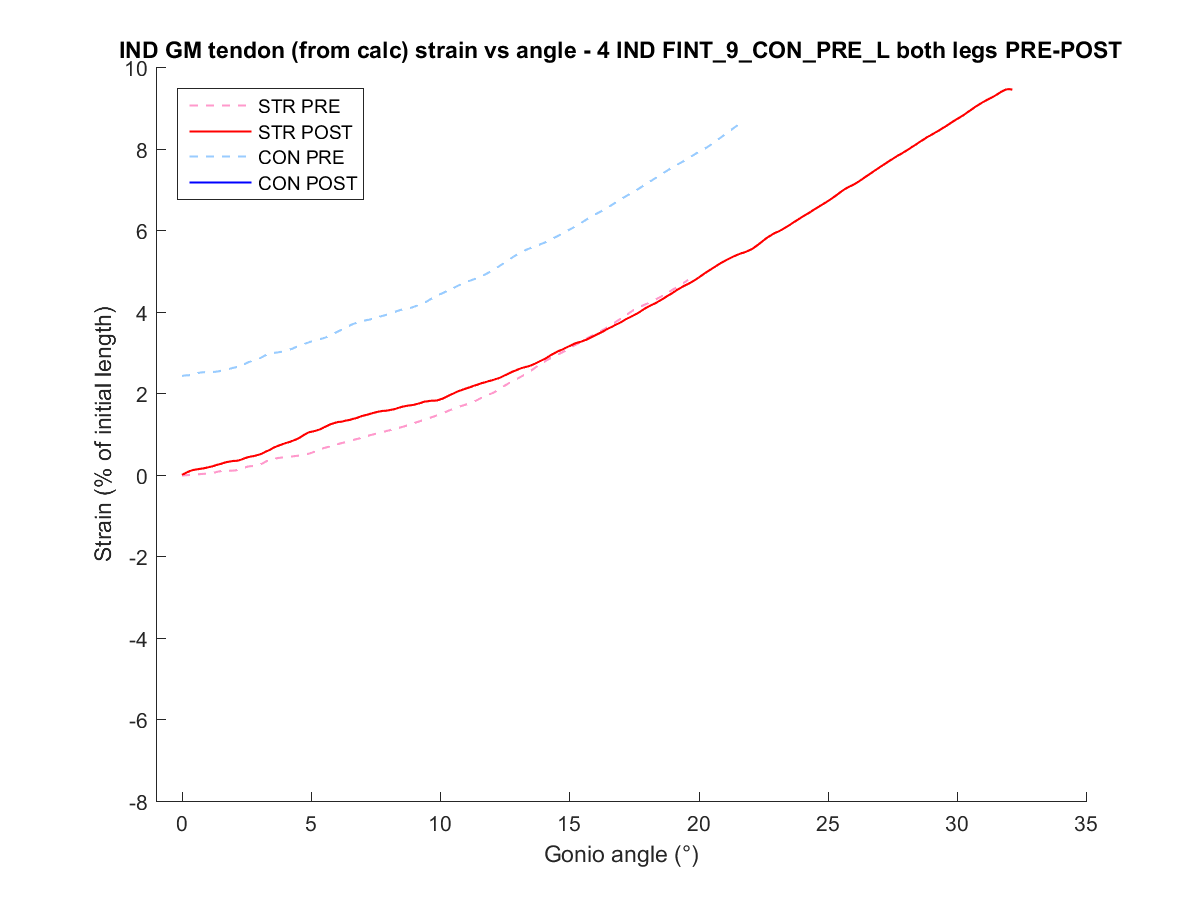 IND GM tendon (from calc) strain vs angle - 4 IND FINT_9_CON_PRE_L both legs PRE-POST
10
8
6
4
2
0
-2
-4
-6
-8
Strain (% of initial length)
STR PRE
STR POST
CON PRE
CON POST
0 5 10 15 20 25 30 35
Gonio angle (°)